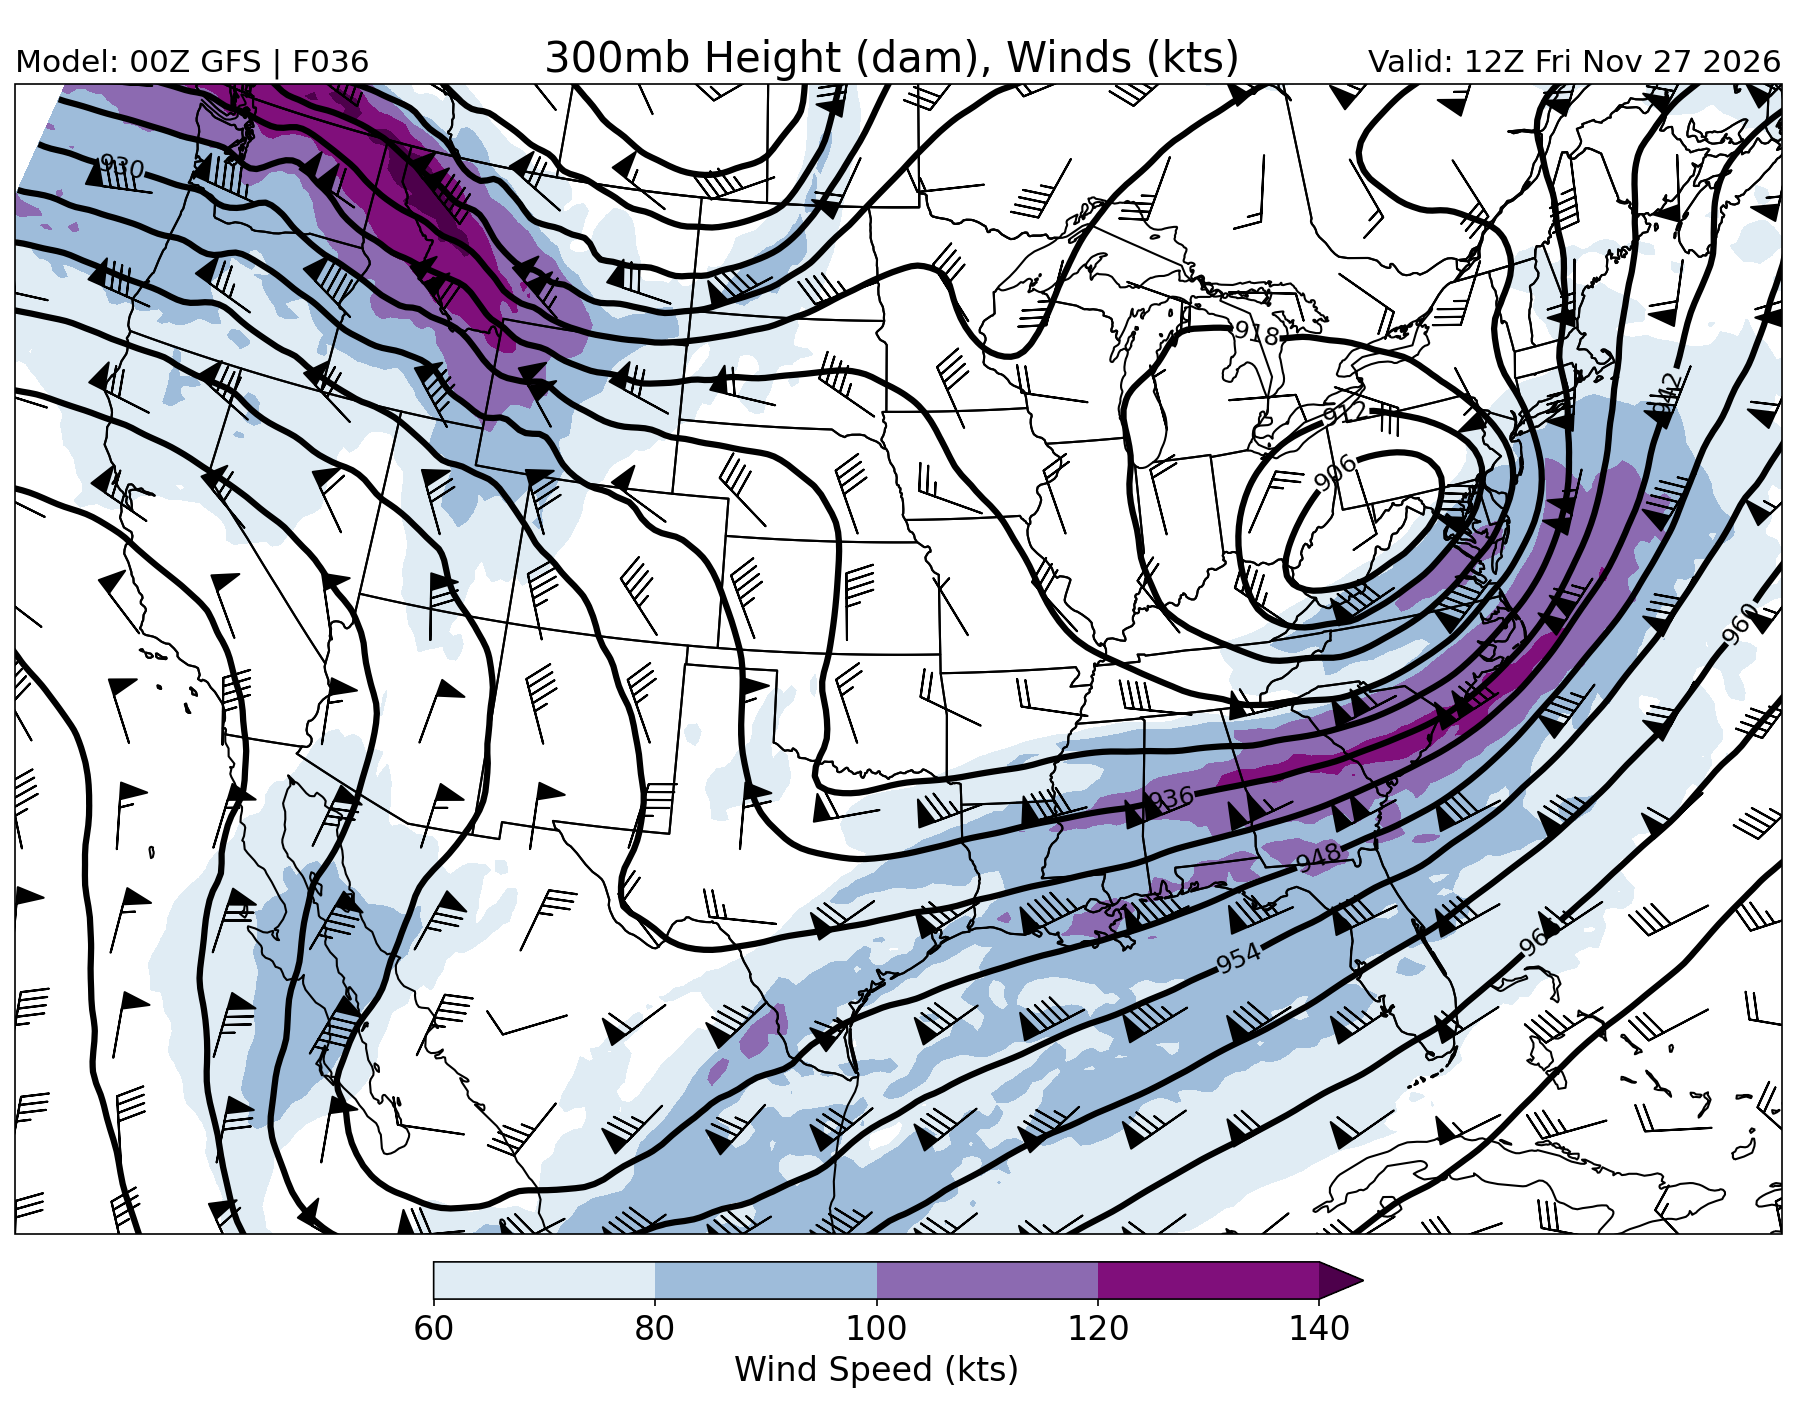 Model: 00Z GFS | F036
300mb Height (dam), Winds (kts)
Valid: 12Z Fri Nov 27 2026
930
918
942
912
906
960
936
948
954
60 80 100 120 140
Wind Speed (kts)